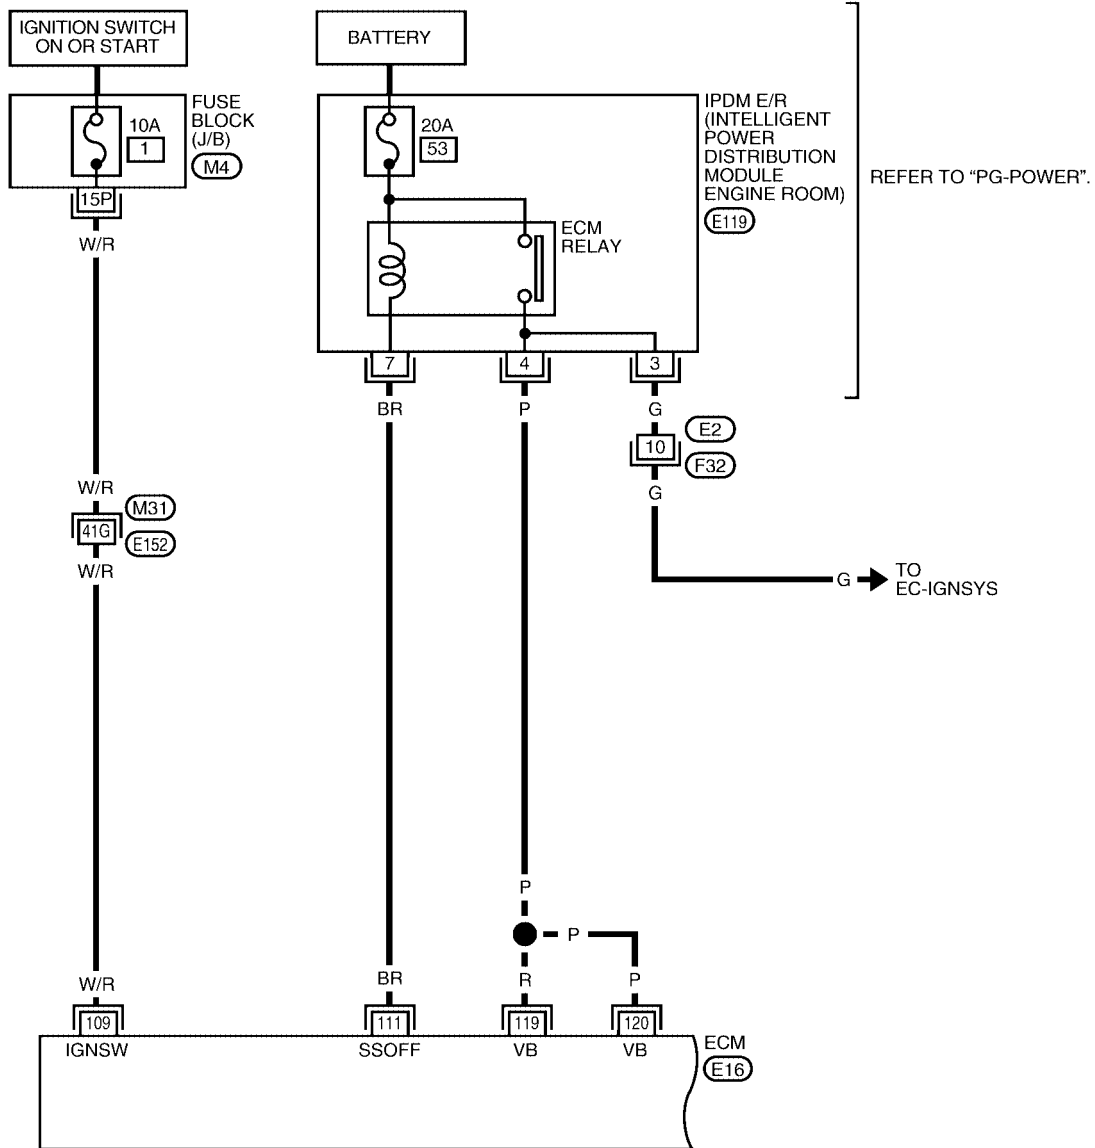 IGNITION SWITCH
ON OR START
BATTERY
FUSE
BLOCK
(J/B)
M4
10A
1
15P
W/R
20A
53
IPDM E/R
(INTELLIGENT
POWER
DISTRIBUTION
MODULE
ENGINE ROOM)
E119
REFER TO “PG-POWER”.
ECM
RELAY
7
4
3
BR
P
G
10
E2
F32
G
W/R
41G
M31
E152
W/R
G
TO
EC-IGNSYS
P
P
W/R
BR
R
P
109
111
119
120
IGNSW
SSOFF
VB
VB
ECM
E16